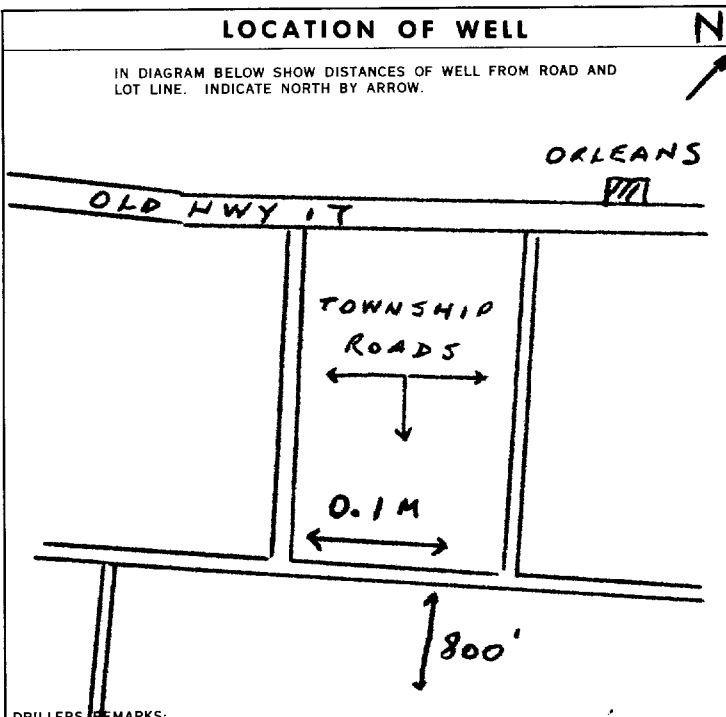 LOCATION OF WELL
N
IN DIAGRAM BELOW SHOW DISTANCES OF WELL FROM ROAD AND
LOT LINE. INDICATE NORTH BY ARROW.
ORLEANS
OLD HWY 17
TOWNSHIP
ROADS
0.1 M
800'
DRILLERS REMARKS: